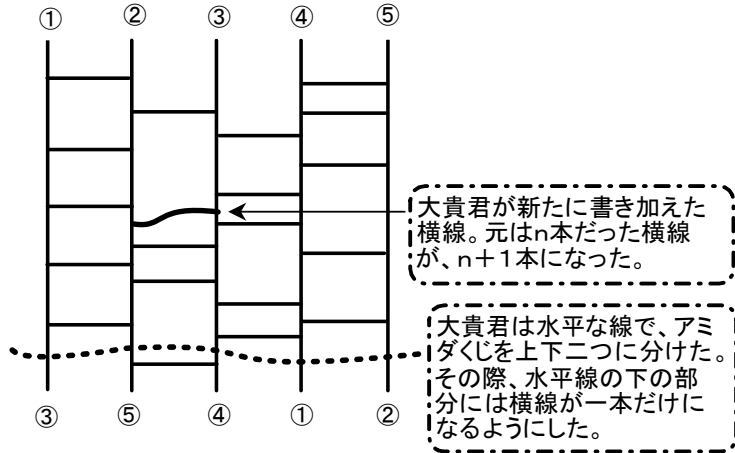 ① ② ③ ④ ⑤
大貴君が新たに書き加えた
横線。元はn本だった横線
が、n＋1本になった。
大貴君は水平な線で、アミ
ダくじを上下二つに分けた。
その際、水平線の下の部
分には横線が一本だけに
なるようにした。
③ ⑤ ④ ① ②